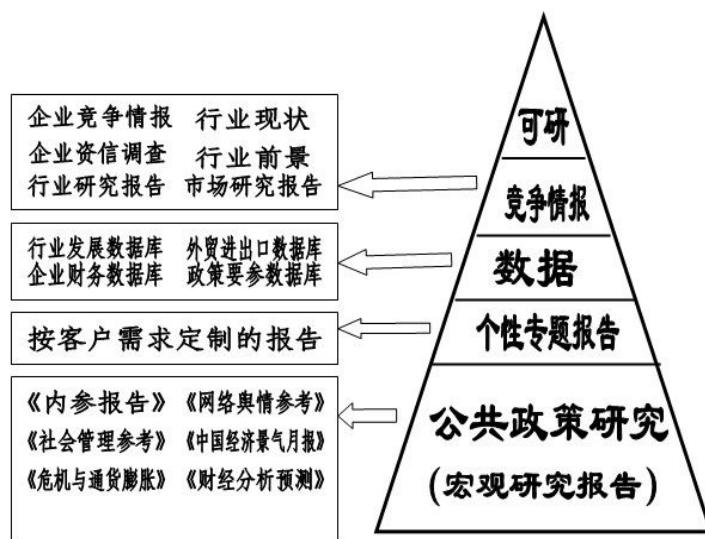 企业竞争情报 行业现状
企业资信调查 行业前景
行业研究报告 市场研究报告
行业发展数据库 外贸进出口数据库
企业财务数据库 政策要参数据库
按客户需求定制的报告
《内参报告》 《网络舆情参考》
《社会管理参考》 《中国经济景气月报》
《危机与通货膨胀》 《财经分析预测》
可研
竞争情报
数据
个性专题报告
公共政策研究
(宏观研究报告)